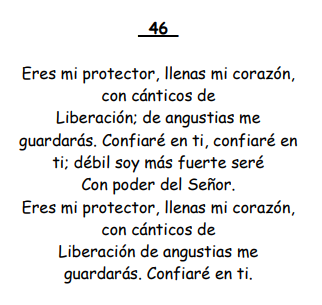 46
Eres mi protector, llenas mi corazón,
con cánticos de
Liberación; de angustias me
guardarás. Confiaré en ti, confiaré en
ti; débil soy más fuerte seré
Con poder del Señor.
Eres mi protector, llenas mi corazón,
con cánticos de
Liberación de angustias me
guardarás. Confiaré en ti.